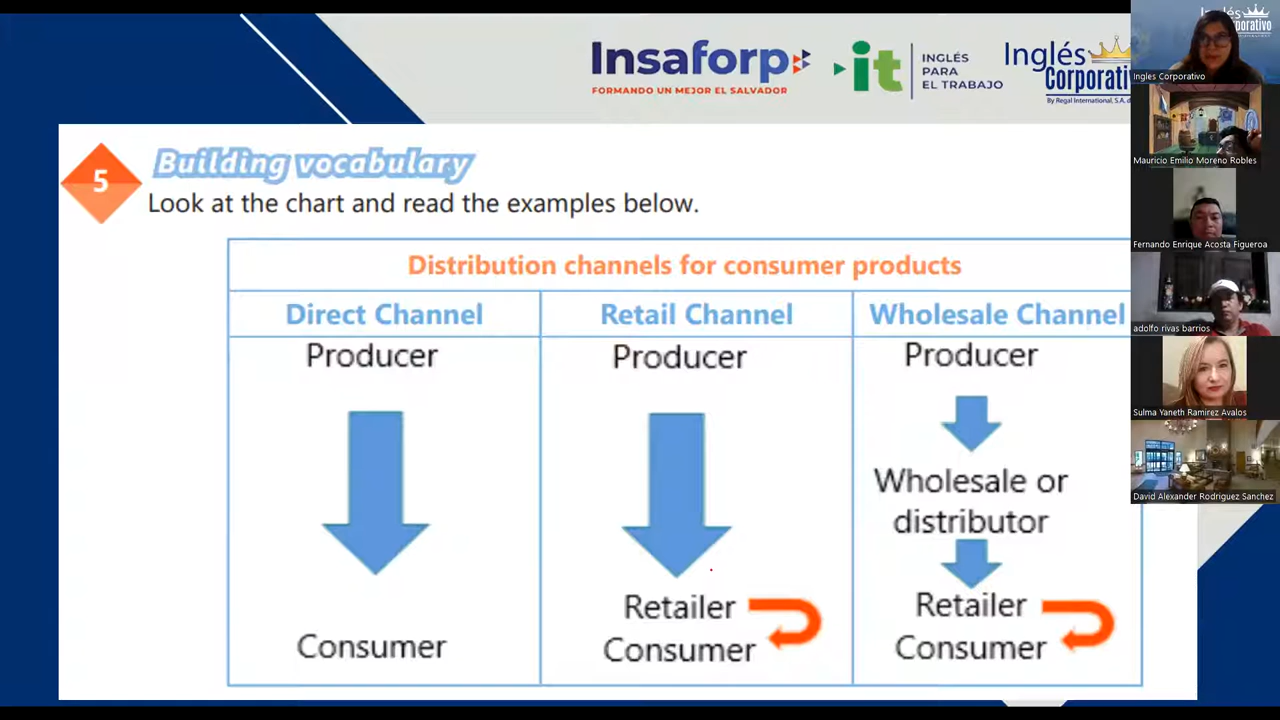 Insaforp
FORMANDO UN MEJOR EL SALVADOR
it
INGLÉS
PARA
EL TRABAJO
Inglés
Corporati
By Regal International, S.A. d
5
Building vocabulary
Look at the chart and read the examples below.
Distribution channels for consumer products
Direct Channel
Retail Channel
Wholesale Channel
Producer
Consumer
Producer
Retailer
Consumer
Producer
Wholesale or
distributor
Retailer
Consumer
Ingles Corporativo
Mauricio Emilio Moreno Robles
Fernando Enrique Acosta Figueroa
adolfo rivas barrios
Sulma Yaneth Ramirez Avalos
David Alexander Rodriguez Sanchez